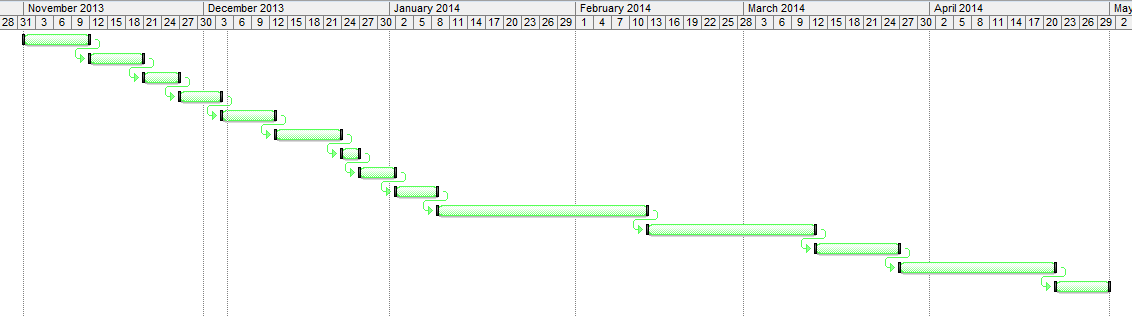 November 2013 December 2013 January 2014 February 2014 March 2014 April 2014 May
28 31 3 6 9 12 15 18 21 24 27 30 3 6 9 12 15 18 21 24 27 30 2 5 8 11 14 17 20 23 26 29 1 4 7 10 13 16 19 22 25 28 3 6 9 12 15 18 21 24 27 30 2 5 8 11 14 17 20 23 26 29 2